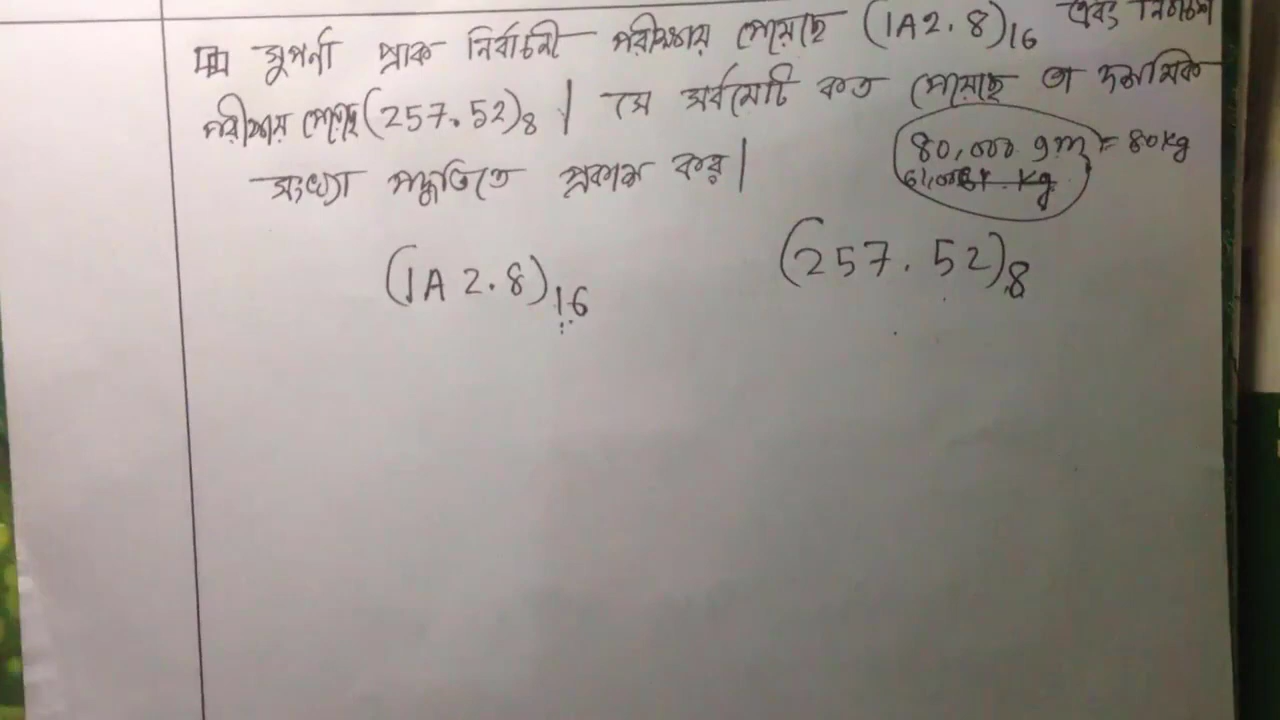 সুপর্না প্রাক নির্বাচনী পরীক্ষায় পেয়েছে (1A2.8)16 এবং
পরীক্ষায় পেয়েছে (257.52)8 | সে সর্বমোট কত পেয়েছে তা দশমিক
সংখ্যা পদ্ধতিতে প্রকাশ কর |
80,000 gm = 80kg
kg
(1A2.8)16
(257.52)8